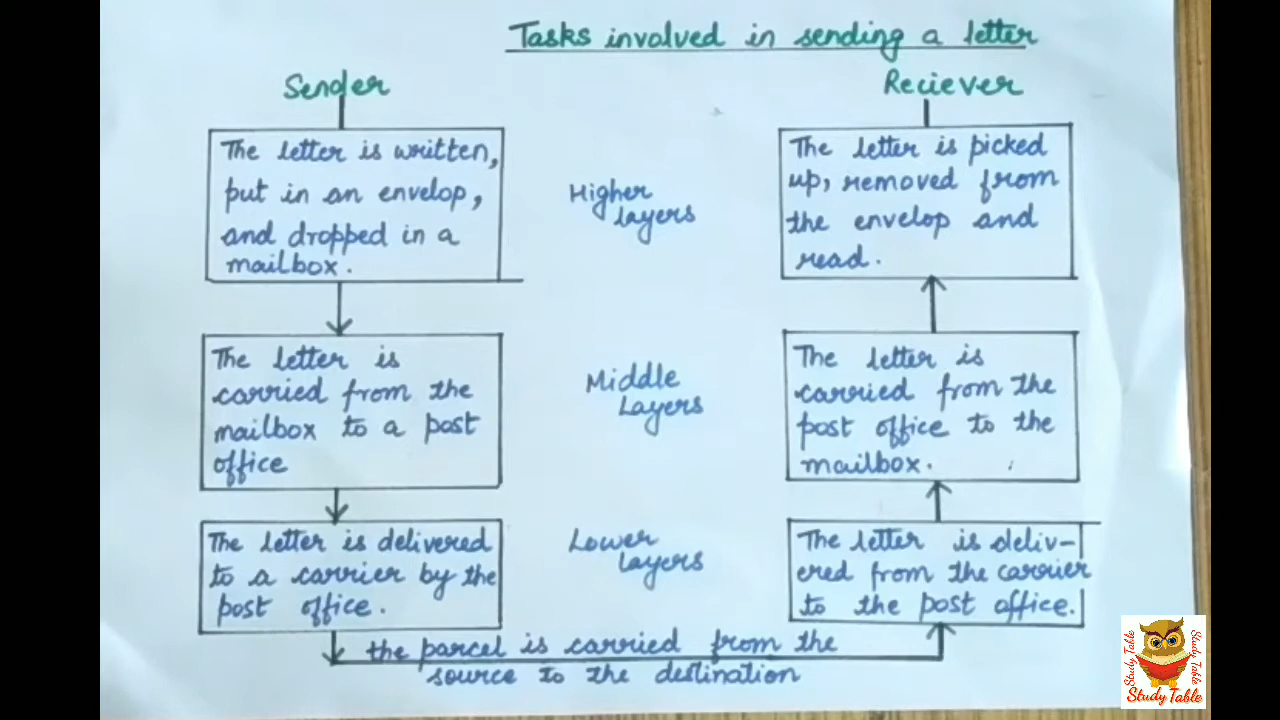 Tasks involved in sending a letter
Sender
Reciever
The letter is written,
put in an envelop,
and dropped in a
mailbox.
Higher
layers
The letter is picked
up, removed from
the envelop and
read.
The letter is
carried from the
mailbox to a post
office
Middle
Layers
The letter is
carried from the
post office to the
mailbox.
The letter is delivered
to a carrier by the
post office.
Lower
layers
The letter is deliv-
ered from the carrier
to the post office.
the parcel is carried from the
source to the destination
Study Table
Study Table
Study Table